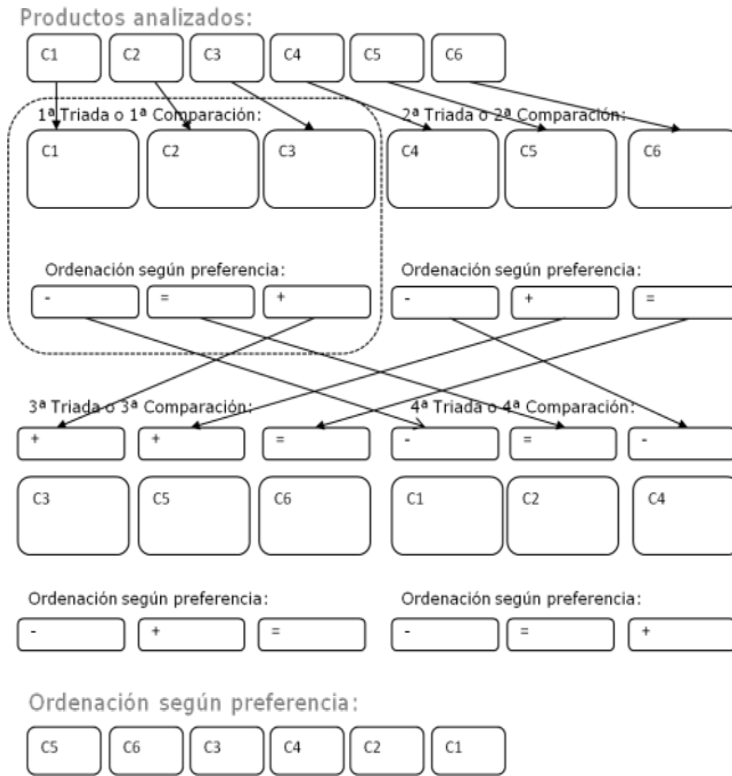 Productos analizados:
C1 C2 C3 C4 C5 C6
1ª Triada o 1ª Comparación: 2ª Triada o 2ª Comparación:
C1 C2 C3 C4 C5 C6
Ordenación según preferencia: Ordenación según preferencia:
- = + - + =
3ª Triada o 3ª Comparación: 4ª Triada o 4ª Comparación:
+ + = - = -
C3 C5 C6 C1 C2 C4
Ordenación según preferencia: Ordenación según preferencia:
- + = - = +
Ordenación según preferencia:
C5 C6 C3 C4 C2 C1